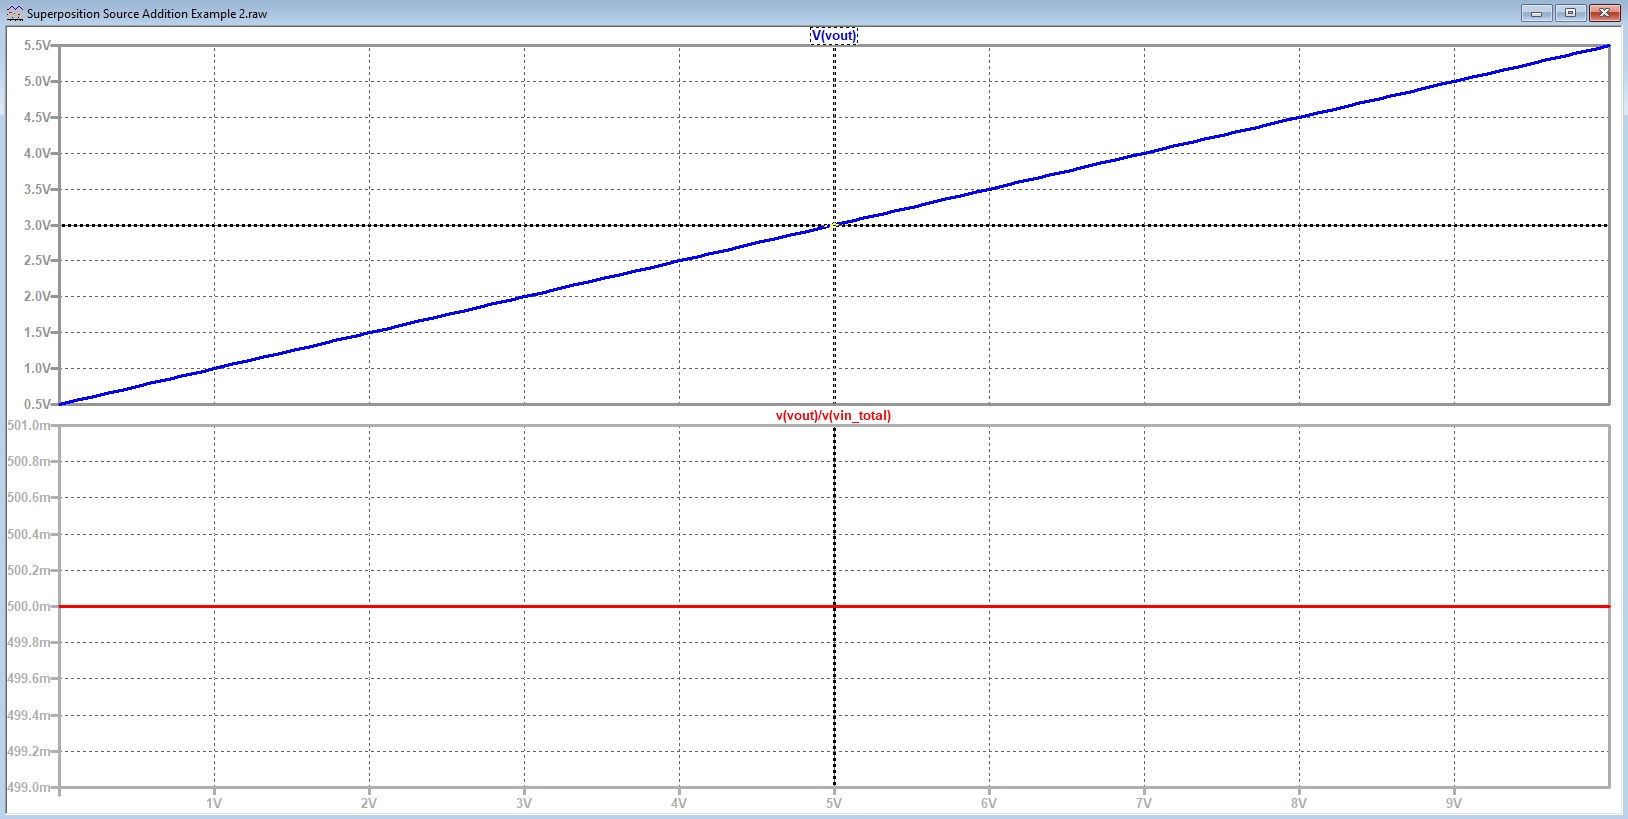 Superposition Source Addition Example 2.raw
V(vout)
5.5V
5.0V
4.5V
4.0V
3.5V
3.0V
2.5V
2.0V
1.5V
1.0V
0.5V
v(vout)/v(vin_total)
501.0m
500.8m
500.6m
500.4m
500.2m
500.0m
499.8m
499.6m
499.4m
499.2m
499.0m
1V 2V 3V 4V 5V 6V 7V 8V 9V